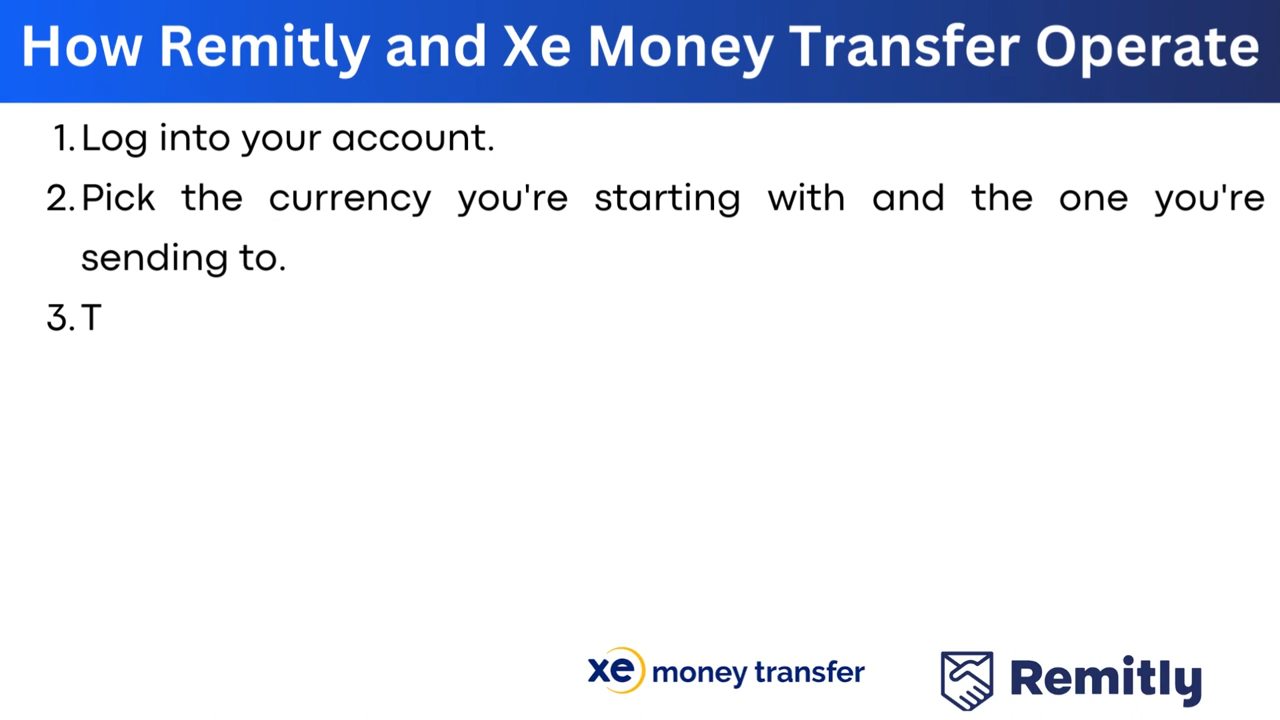 How Remitly and Xe Money Transfer Operate
1. Log into your account.
2. Pick the currency you're starting with and the one you're
sending to.
3. T
xe money transfer
Remitly